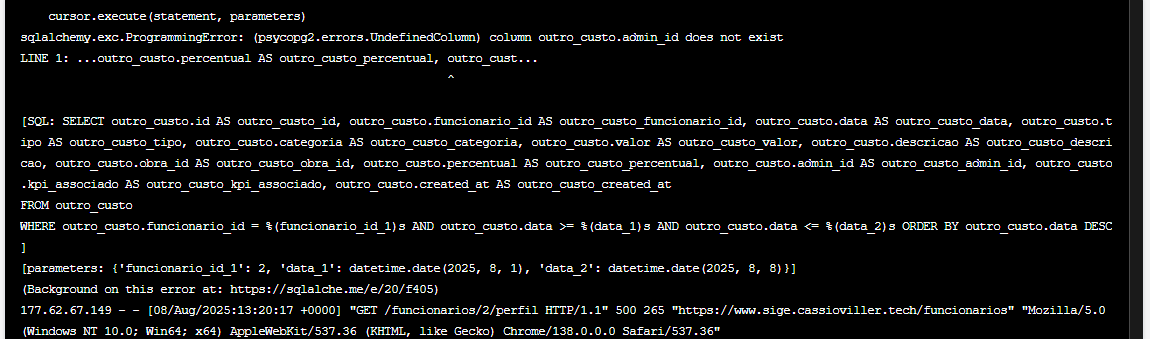 cursor.execute(statement, parameters)
sqlalchemy.exc.ProgrammingError: (psycopg2.errors.UndefinedColumn) column outro_custo.admin_id does not exist
LINE 1: ...outro_custo.percentual AS outro_custo_percentual, outro_cust...
^
[SQL: SELECT outro_custo.id AS outro_custo_id, outro_custo.funcionario_id AS outro_custo_funcionario_id, outro_custo.data AS outro_custo_data, outro_custo.t
ipo AS outro_custo_tipo, outro_custo.categoria AS outro_custo_categoria, outro_custo.valor AS outro_custo_valor, outro_custo.descricao AS outro_custo_descri
cao, outro_custo.obra_id AS outro_custo_obra_id, outro_custo.percentual AS outro_custo_percentual, outro_custo.admin_id AS outro_custo_admin_id, outro_custo
.kpi_associado AS outro_custo_kpi_associado, outro_custo.created_at AS outro_custo_created_at
FROM outro_custo
WHERE outro_custo.funcionario_id = %(funcionario_id_1)s AND outro_custo.data >= %(data_1)s AND outro_custo.data <= %(data_2)s ORDER BY outro_custo.data DESC
]
[parameters: {'funcionario_id_1': 2, 'data_1': datetime.date(2025, 8, 1), 'data_2': datetime.date(2025, 8, 8)}]
(Background on this error at: https://sqlalche.me/e/20/f405)
177.62.67.149 - - [08/Aug/2025:13:20:17 +0000] "GET /funcionarios/2/perfil HTTP/1.1" 500 265 "https://www.sige.cassioviller.tech/funcionarios" "Mozilla/5.0
(Windows NT 10.0; Win64; x64) AppleWebKit/537.36 (KHTML, like Gecko) Chrome/138.0.0.0 Safari/537.36"